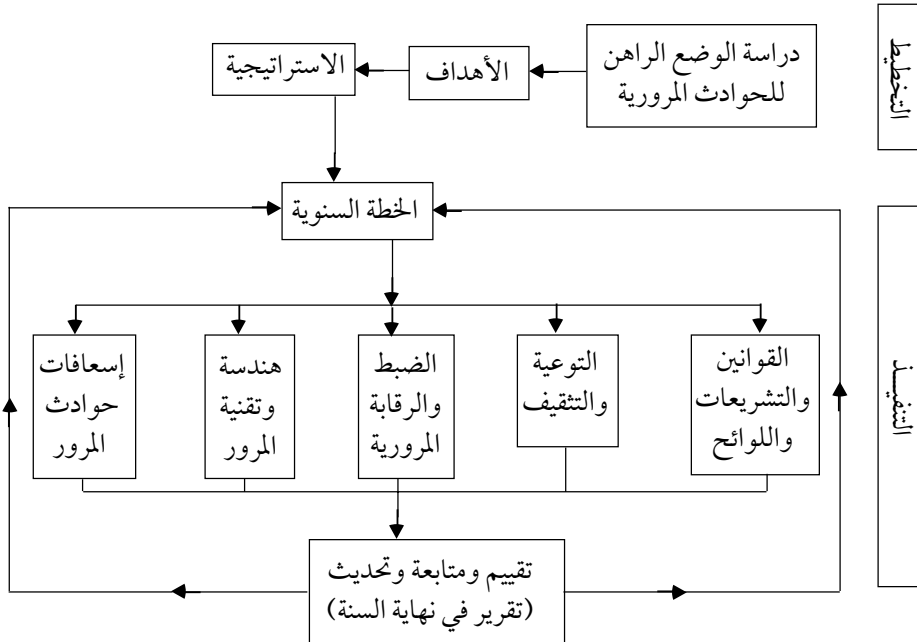 التخطيط
دراسة الوضع الراهن
للحوادث المرورية
الأهداف
الاستراتيجية
التنفيــذ
الخطة السنوية
القوانين
والتشريعات
واللوائح
التوعية
والتثقيف
الضبط
والرقابة
المرورية
هندسة
وتقنية
المرور
إسعافات
حوادث
المرور
تقييم ومتابعة وتحديث
(تقرير في نهاية السنة)